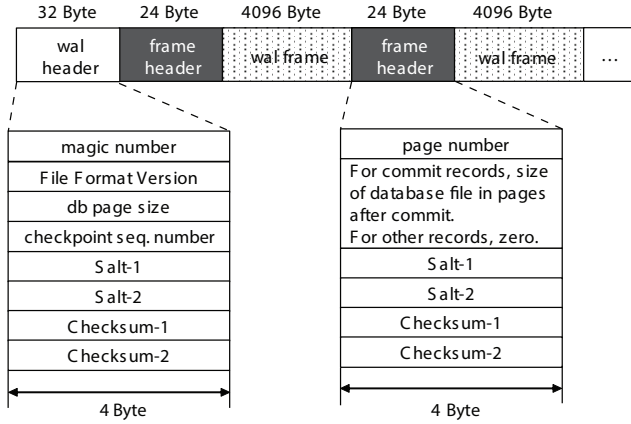 32 Byte 24 Byte 4096 Byte 24 Byte 4096 Byte
wal header
frame header
wal frame
frame header
wal frame
...
magic number
File Format Version
db page size
checkpoint seq. number
Salt-1
Salt-2
Checksum-1
Checksum-2
4 Byte
page number
For commit records, size
of database file in pages
after commit.
For other records, zero.
Salt-1
Salt-2
Checksum-1
Checksum-2
4 Byte